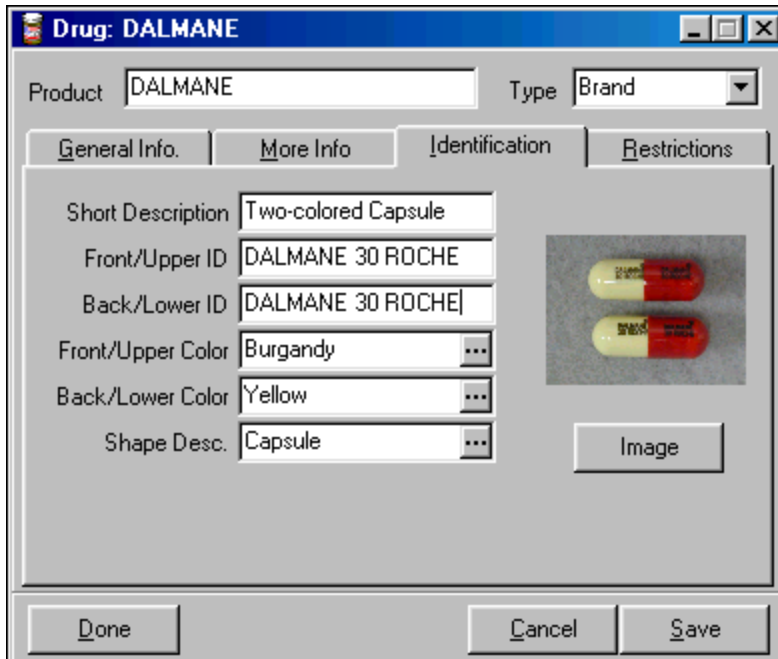 Drug: DALMANE
Product DALMANE Type Brand
General Info. More Info Identification Restrictions
Short Description Two-colored Capsule
Front/Upper ID DALMANE 30 ROCHE
Back/Lower ID DALMANE 30 ROCHE
Front/Upper Color Burgandy ...
Back/Lower Color Yellow ...
Shape Desc. Capsule ...
Image
Done Cancel Save